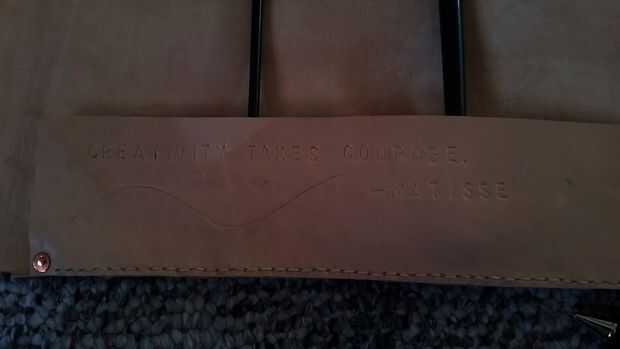 CREATIVITY TAKES COURAGE.
-MATISSE